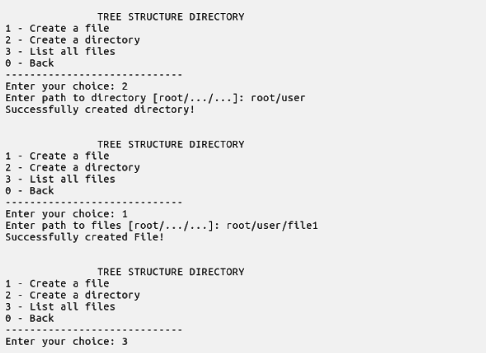 TREE STRUCTURE DIRECTORY
1 - Create a file
2 - Create a directory
3 - List all files
0 - Back
-----------------------------
Enter your choice: 2
Enter path to directory [root/.../...]: root/user
Successfully created directory!
TREE STRUCTURE DIRECTORY
1 - Create a file
2 - Create a directory
3 - List all files
0 - Back
-----------------------------
Enter your choice: 1
Enter path to files [root/.../...]: root/user/file1
Successfully created File!
TREE STRUCTURE DIRECTORY
1 - Create a file
2 - Create a directory
3 - List all files
0 - Back
-----------------------------
Enter your choice: 3